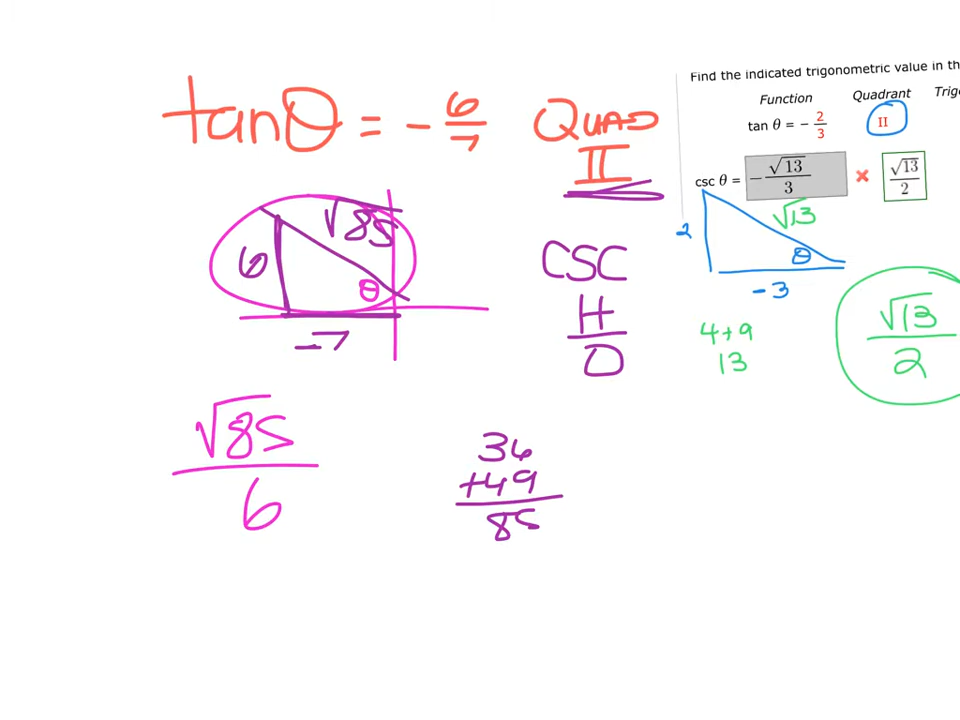 tanθ = - 6/7 QUAD
II
√85
6
θ
-7
CSC
H
O
√85
6
36
+49
85
Find the indicated trigonometric value in th
Function Quadrant Trig
tan θ = - 2/3 II
csc θ = -√13/3 × √13/2
2
√13
θ
-3
4+9
13
√13
2